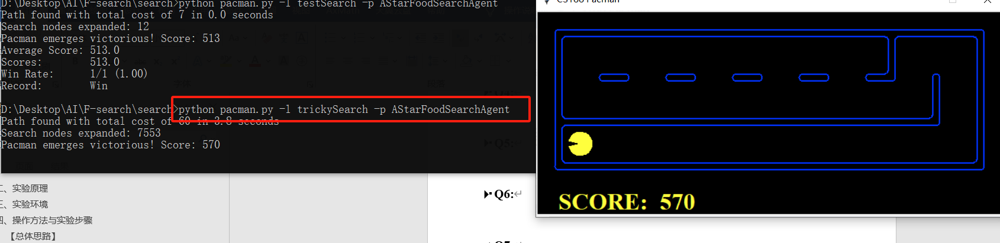 D:\Desktop\AI\F-search\search>python pacman.py -l testSearch -p AStarFoodSearchAgent
Path found with total cost of 7 in 0.0 seconds
Search nodes expanded: 12
Pacman emerges victorious! Score: 513
Average Score: 513.0
Scores:        513.0
Win Rate:      1/1 (1.00)
Record:        Win
D:\Desktop\AI\F-search\search>python pacman.py -l trickySearch -p AStarFoodSearchAgent
Path found with total cost of 60 in 3.8 seconds
Search nodes expanded: 7553
Pacman emerges victorious! Score: 570
CS188 Pacman
SCORE: 570
Q5:
Q6:
二、实验原理
三、实验环境
四、操作方法与实验步骤
【总体思路】